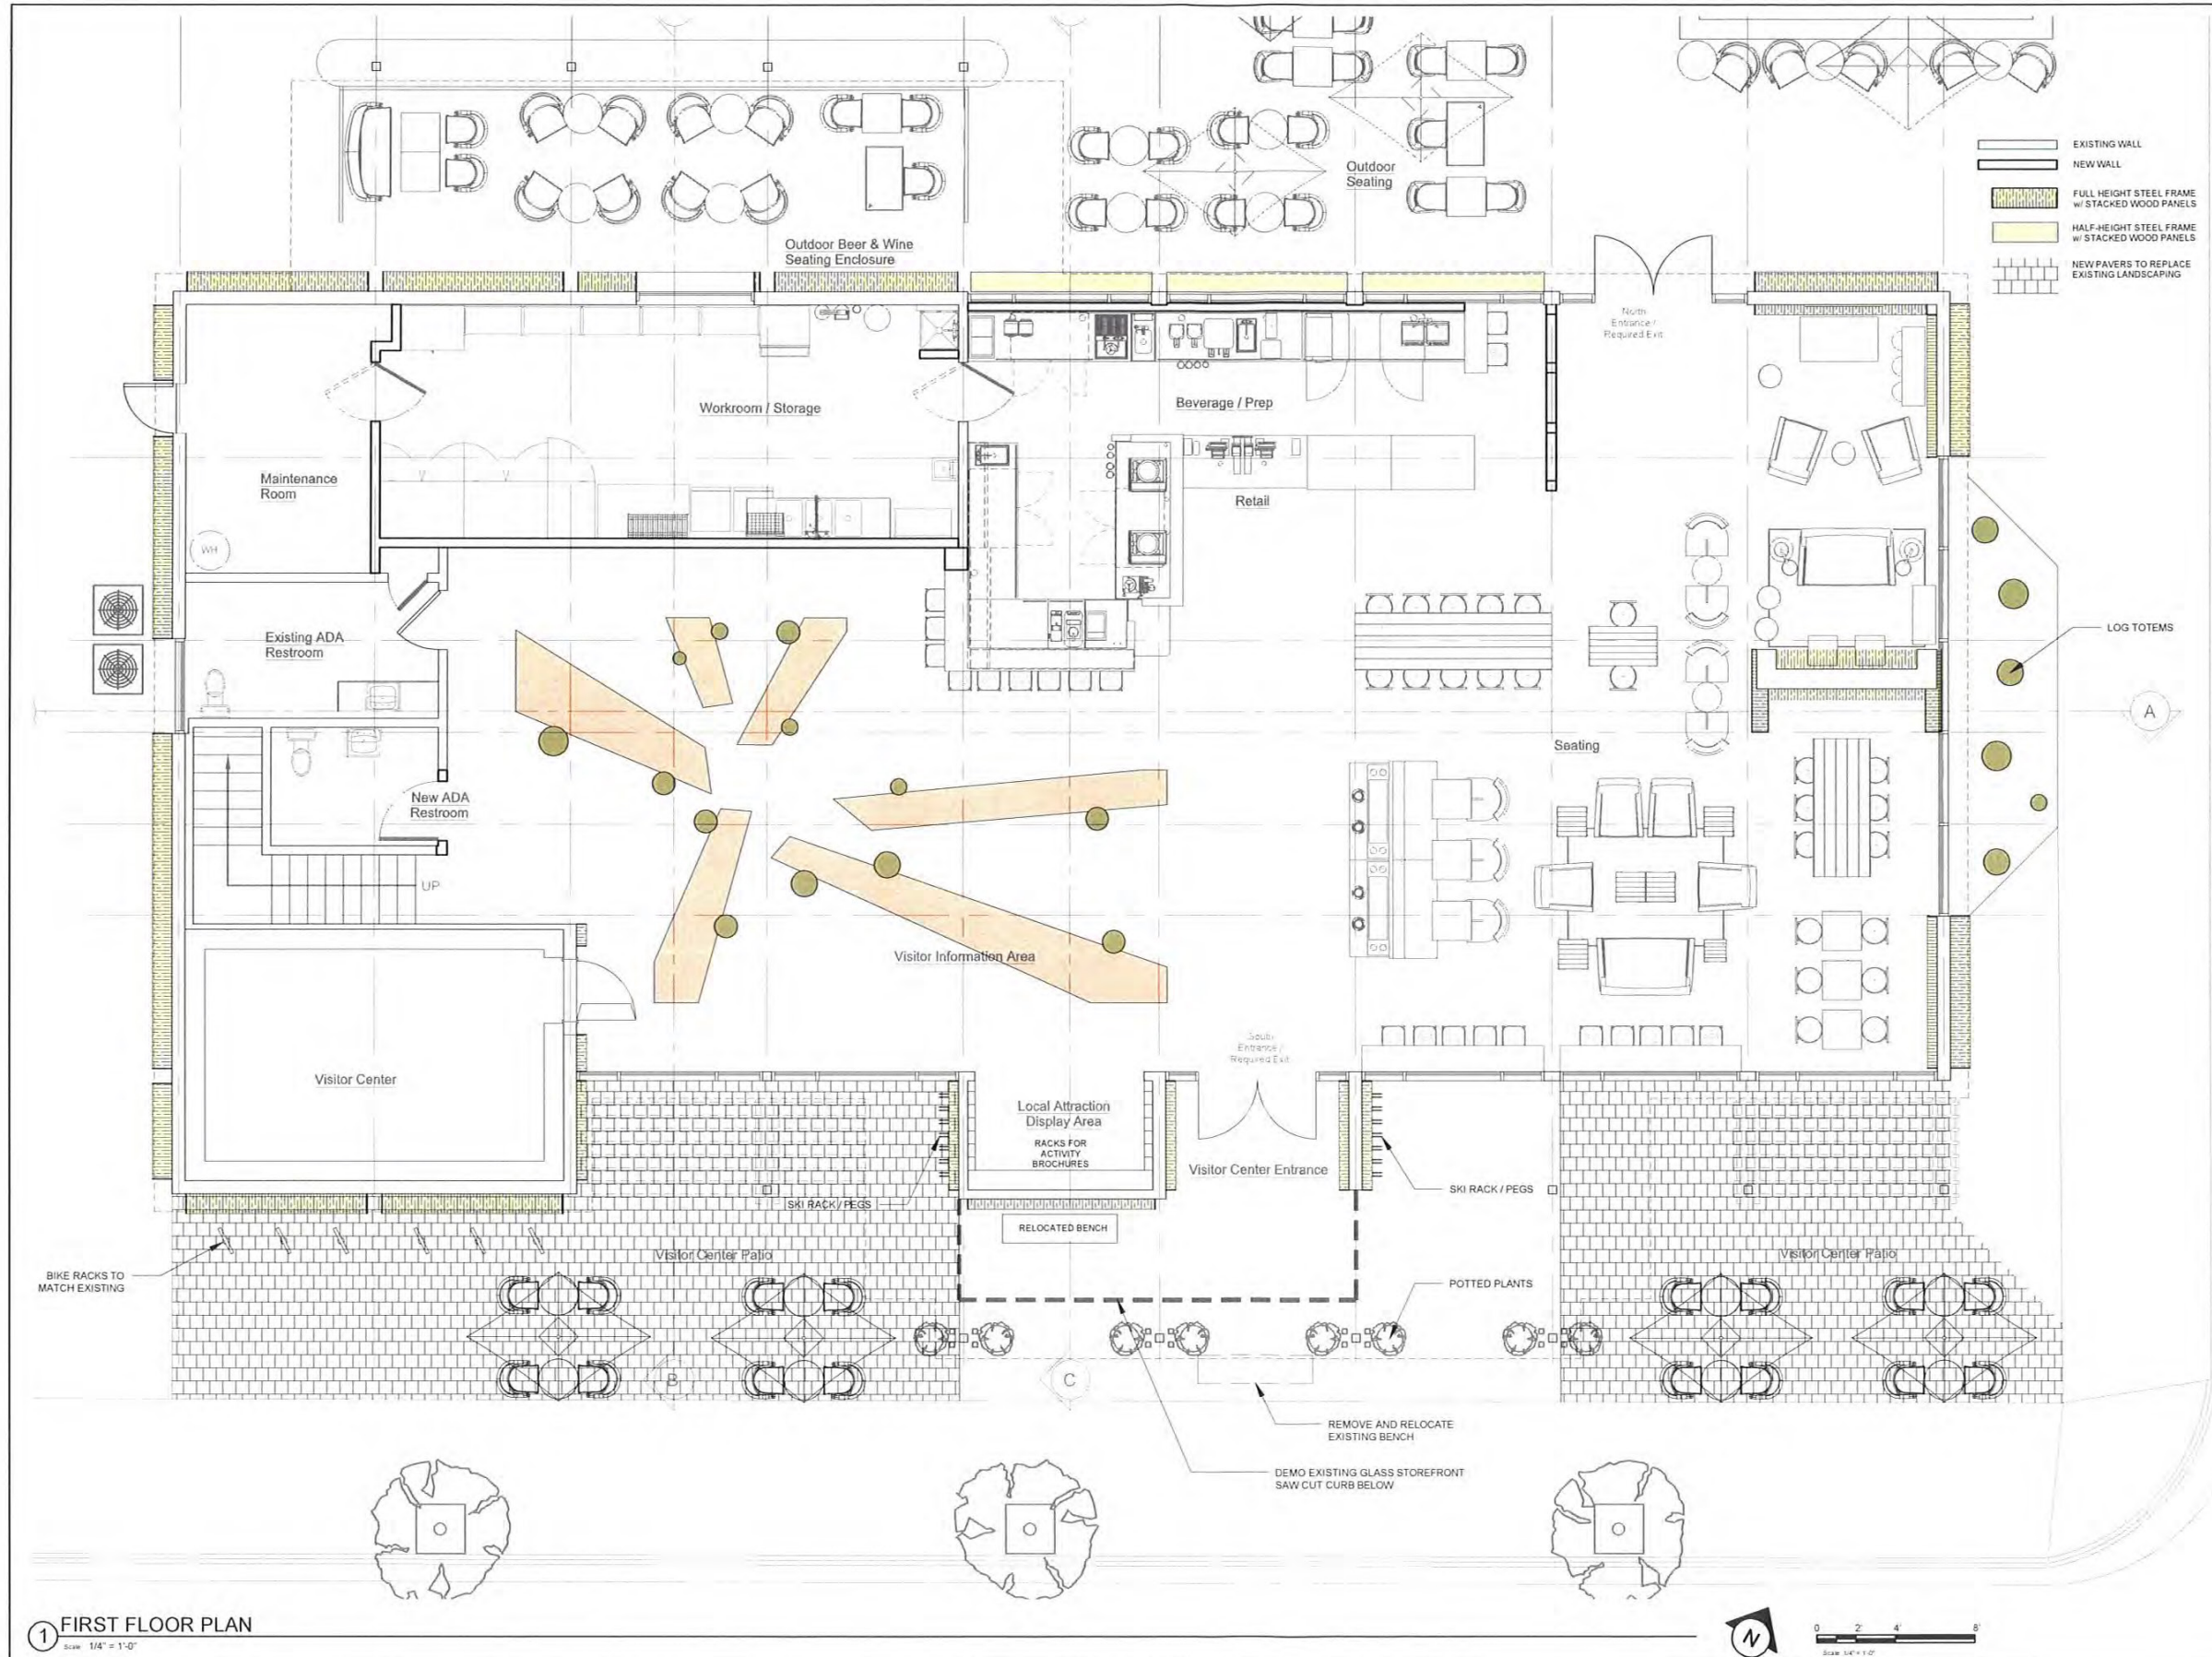 EXISTING WALL
NEW WALL
FULL HEIGHT STEEL FRAME
w/ STACKED WOOD PANELS
HALF-HEIGHT STEEL FRAME
w/ STACKED WOOD PANELS
NEW PAVERS TO REPLACE
EXISTING LANDSCAPING
Outdoor
Seating
Outdoor Beer & Wine
Seating Enclosure
North
Entrance /
Required Exit
Workroom / Storage
Beverage / Prep
Maintenance
Room
Retail
WH
Existing ADA
Restroom
LOG TOTEMS
A
Seating
New ADA
Restroom
UP
Visitor Information Area
South
Entrance /
Required Exit
Visitor Center
Local Attraction
Display Area
RACKS FOR
ACTIVITY
BROCHURES
Visitor Center Entrance
SKI RACK / PEGS
SKI RACK / PEGS
RELOCATED BENCH
Visitor Center Patio
Visitor Center Patio
BIKE RACKS TO
MATCH EXISTING
POTTED PLANTS
B
C
REMOVE AND RELOCATE
EXISTING BENCH
DEMO EXISTING GLASS STOREFRONT
SAW CUT CURB BELOW
1
FIRST FLOOR PLAN
Scale 1/4" = 1'-0"
N
0 2' 4' 8'
Scale 1/4" = 1'-0"